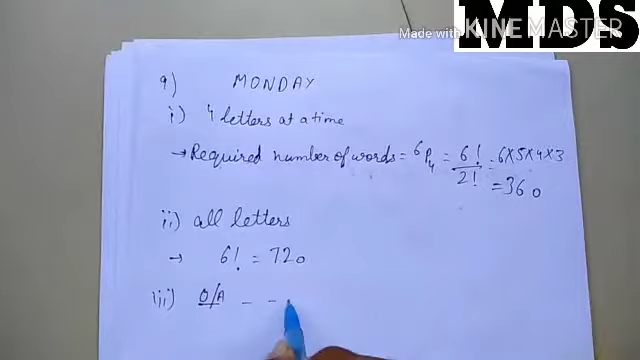 MDS
Made with KINEMASTER
9) MONDAY
i) 4 letters at a time
→ Required number of words = ⁶P₄ = 6!/2! = 6×5×4×3
= 360
ii) all letters
→ 6! = 720
iii) O/A _ _